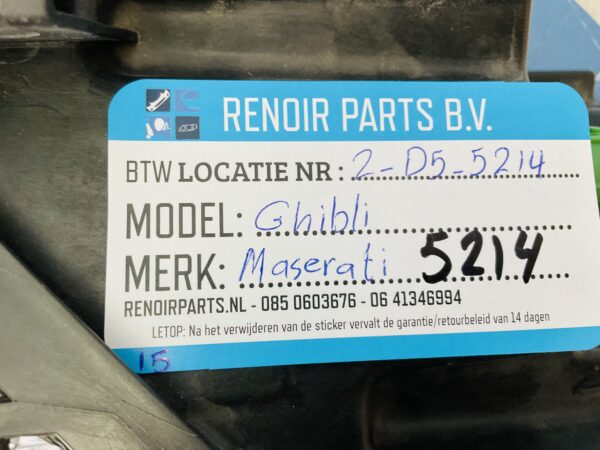 RENOIR PARTS B.V.
BTW LOCATIE NR : 2-D5-5214
MODEL: Ghibli
MERK: Maserati 5214
RENOIRPARTS.NL - 085 0603676 - 06 41346994
LETOP: Na het verwijderen van de sticker vervalt de garantie/retourbeleid van 14 dagen
15